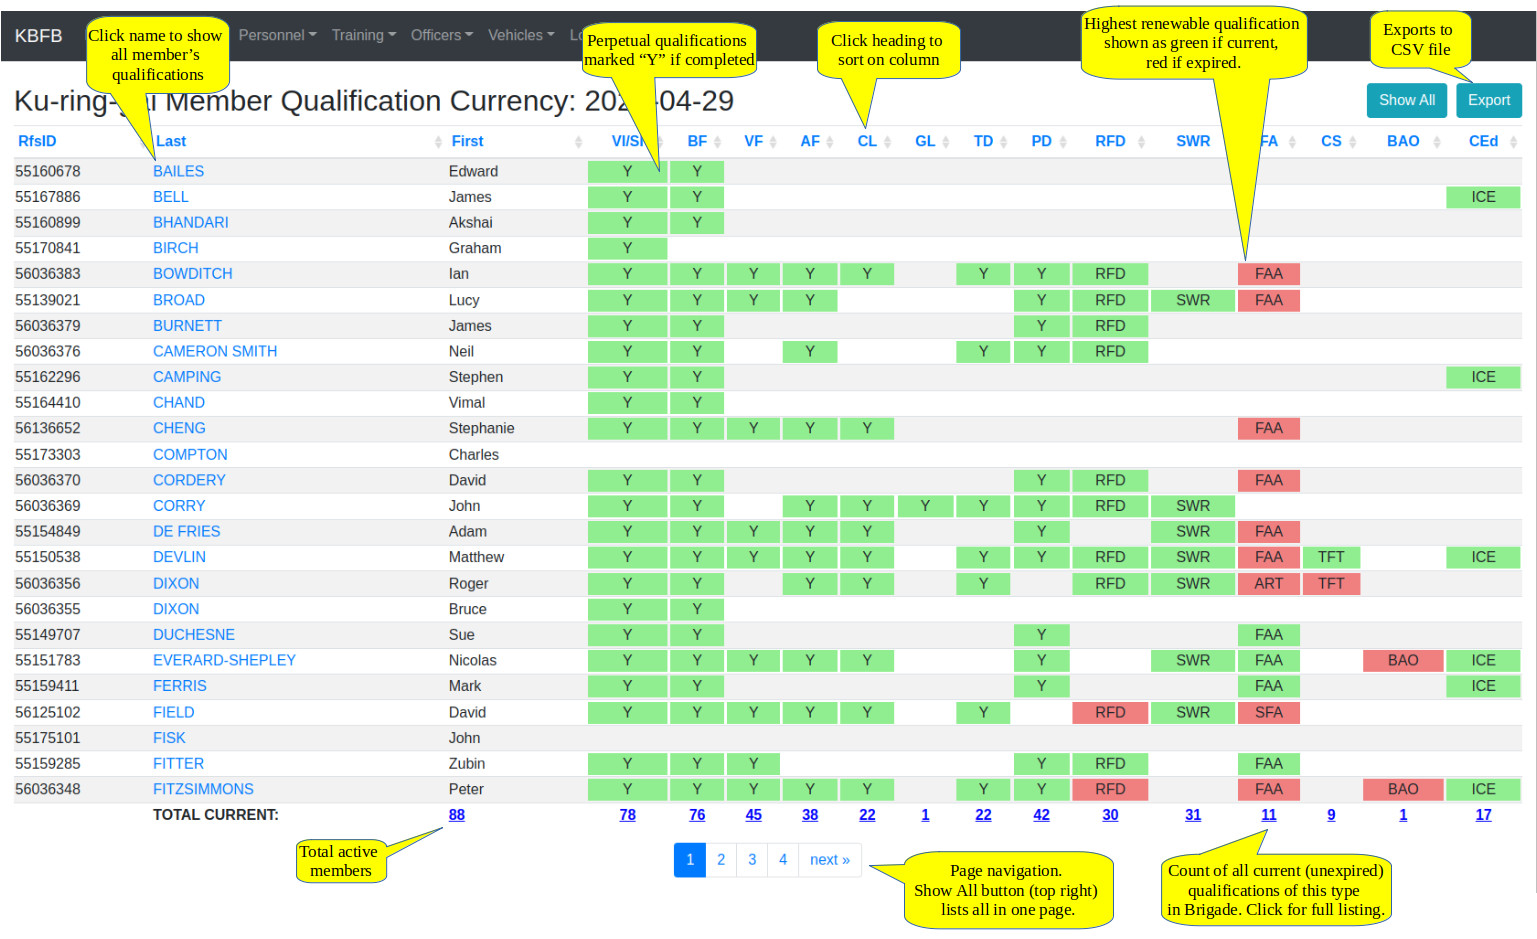 KBFB Personnel Training Officers Vehicles
Click name to show
all member’s
qualifications
Perpetual qualifications
marked “Y” if completed
Click heading to
sort on column
Highest renewable qualification
shown as green if current,
red if expired.
Exports to
CSV file
Ku-ring- Member Qualification Currency: -04-29
Show All Export
RfsID Last First BF VF AF CL GL TD PD RFD SWR FA CS BAO CEd
55160678 BAILES Edward Y Y
55167886 BELL James Y Y ICE
55160899 BHANDARI Akshai Y Y
55170841 BIRCH Graham Y
56036383 BOWDITCH Ian Y Y Y Y Y Y Y RFD FAA
55139021 BROAD Lucy Y Y Y Y Y RFD SWR FAA
56036379 BURNETT James Y Y Y RFD
56036376 CAMERON SMITH Neil Y Y Y Y Y RFD
55162296 CAMPING Stephen Y Y ICE
55164410 CHAND Vimal Y Y
56136652 CHENG Stephanie Y Y Y Y Y FAA
55173303 COMPTON Charles
56036370 CORDERY David Y Y Y RFD FAA
56036369 CORRY John Y Y Y Y Y Y Y RFD SWR
55154849 DE FRIES Adam Y Y Y Y Y Y SWR FAA
55150538 DEVLIN Matthew Y Y Y Y Y Y Y RFD SWR FAA TFT ICE
56036356 DIXON Roger Y Y Y Y Y RFD SWR ART TFT
56036355 DIXON Bruce Y Y
55149707 DUCHESNE Sue Y Y Y FAA
55151783 EVERARD-SHEPLEY Nicolas Y Y Y Y Y Y SWR FAA BAO ICE
55159411 FERRIS Mark Y Y Y FAA ICE
56125102 FIELD David Y Y Y Y Y Y RFD SWR SFA
55175101 FISK John
55159285 FITTER Zubin Y Y Y Y RFD FAA
56036348 FITZSIMMONS Peter Y Y Y Y Y Y Y RFD FAA BAO ICE
TOTAL CURRENT: 88 78 76 45 38 22 1 22 42 30 31 11 9 1 17
Total active
members
1 2 3 4 next »
Page navigation.
Show All button (top right)
lists all in one page.
Count of all current (unexpired)
qualifications of this type
in Brigade. Click for full listing.